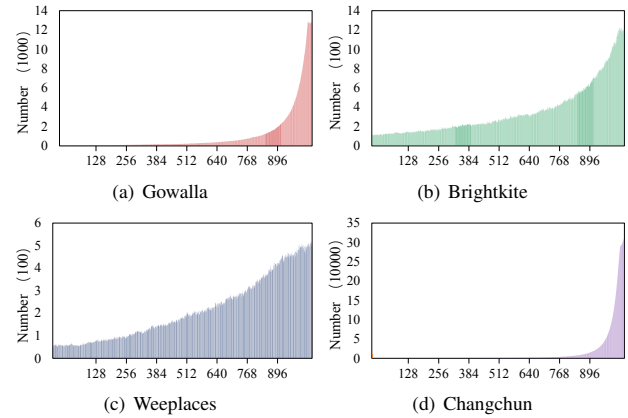 Number (1000)
14
12
10
8
6
4
2
0
128 256 384 512 640 768 896
(a) Gowalla
Number (100)
14
12
10
8
6
4
2
0
128 256 384 512 640 768 896
(b) Brightkite
Number (100)
6
5
4
3
2
1
0
128 256 384 512 640 768 896
(c) Weeplaces
Number (10000)
35
30
25
20
15
10
5
0
128 256 384 512 640 768 896
(d) Changchun